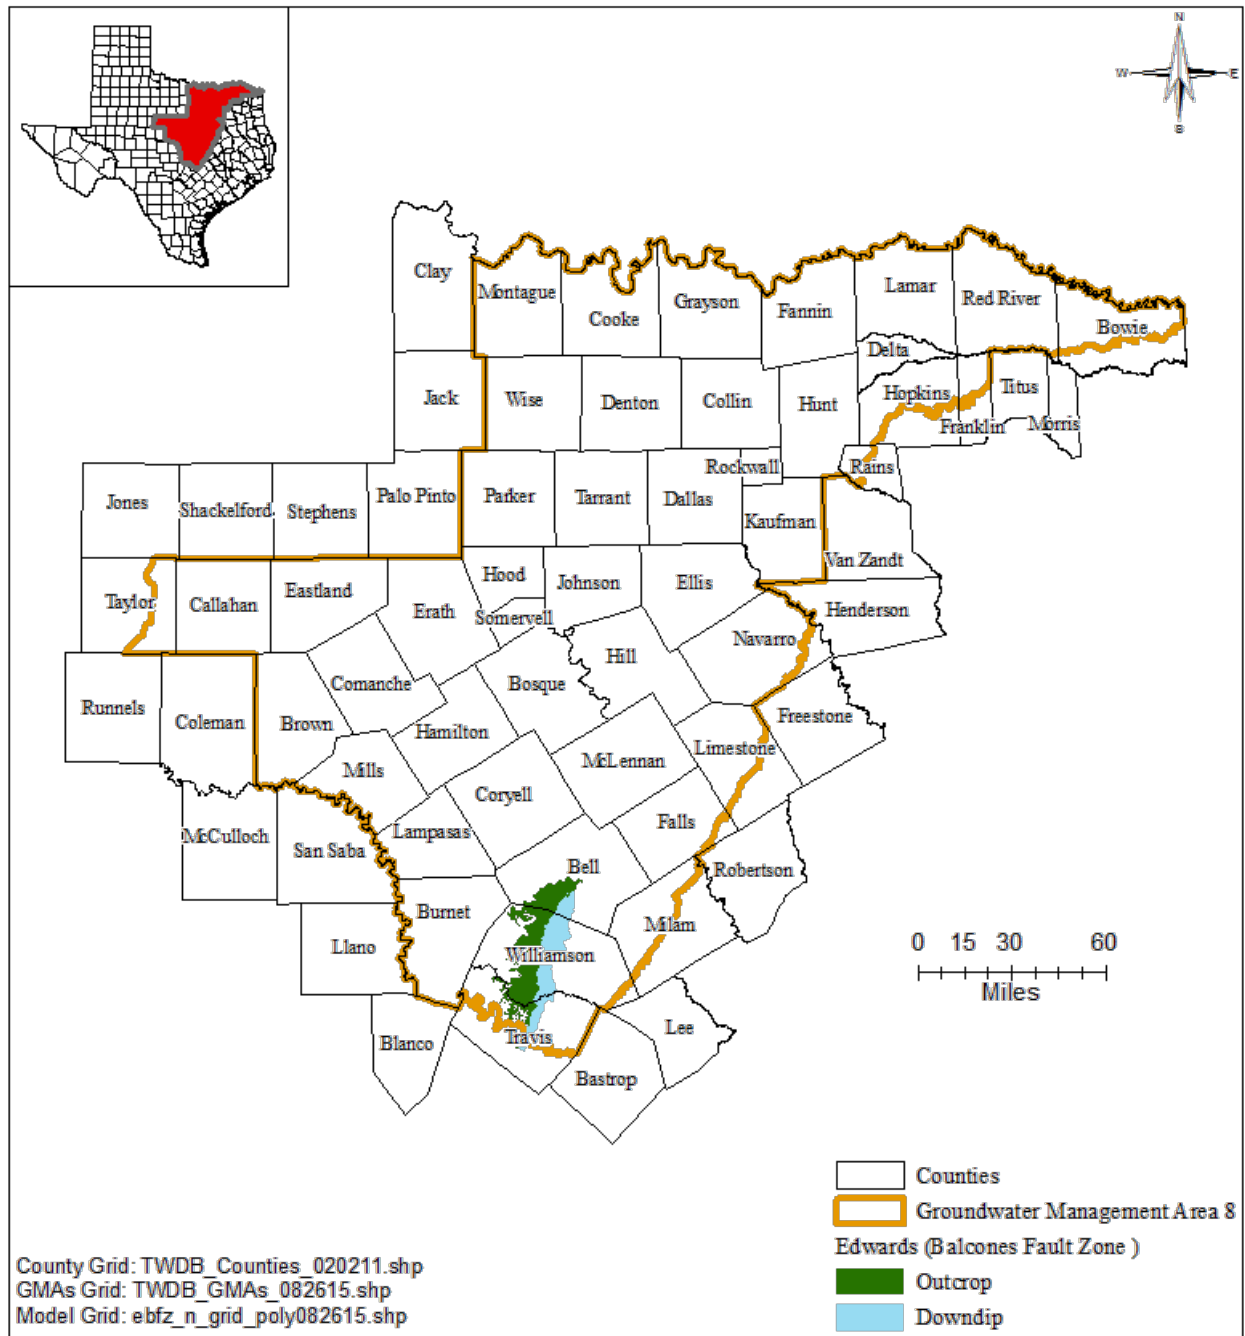 N
W
E
S
Clay
Montague
Cooke
Grayson
Fannin
Lamar
Red River
Bowie
Delta
Jack
Wise
Denton
Collin
Hunt
Hopkins
Titus
Franklin
Morris
Rockwall
Rains
Jones
Shackelford
Stephens
Palo Pinto
Parker
Tarrant
Dallas
Kaufman
Van Zandt
Taylor
Callahan
Eastland
Erath
Hood
Somervell
Johnson
Ellis
Henderson
Navarro
Hill
Bosque
Comanche
Runnels
Coleman
Brown
Hamilton
Freestone
Limestone
McLennan
Mills
Coryell
McCulloch
San Saba
Lampasas
Falls
Bell
Robertson
Burnet
Milam
Llano
Williamson
0 15 30 60
Miles
Blanco
Travis
Lee
Bastrop
Counties
Groundwater Management Area 8
Edwards (Balcones Fault Zone )
Outcrop
Downdip
County Grid: TWDB_Counties_020211.shp
GMAs Grid: TWDB_GMAs_082615.shp
Model Grid: ebfz_n_grid_poly082615.shp